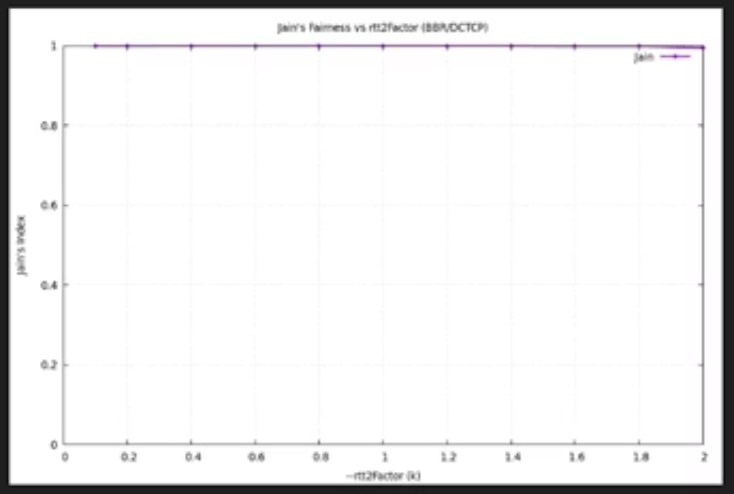 Jain's Fairness vs rtt2Factor (BBR/DCTCP)
1
Jain
0.8
0.6
Jain's Index
0.4
0.2
0
0 0.2 0.4 0.6 0.8 1 1.2 1.4 1.6 1.8 2
--rtt2Factor (k)